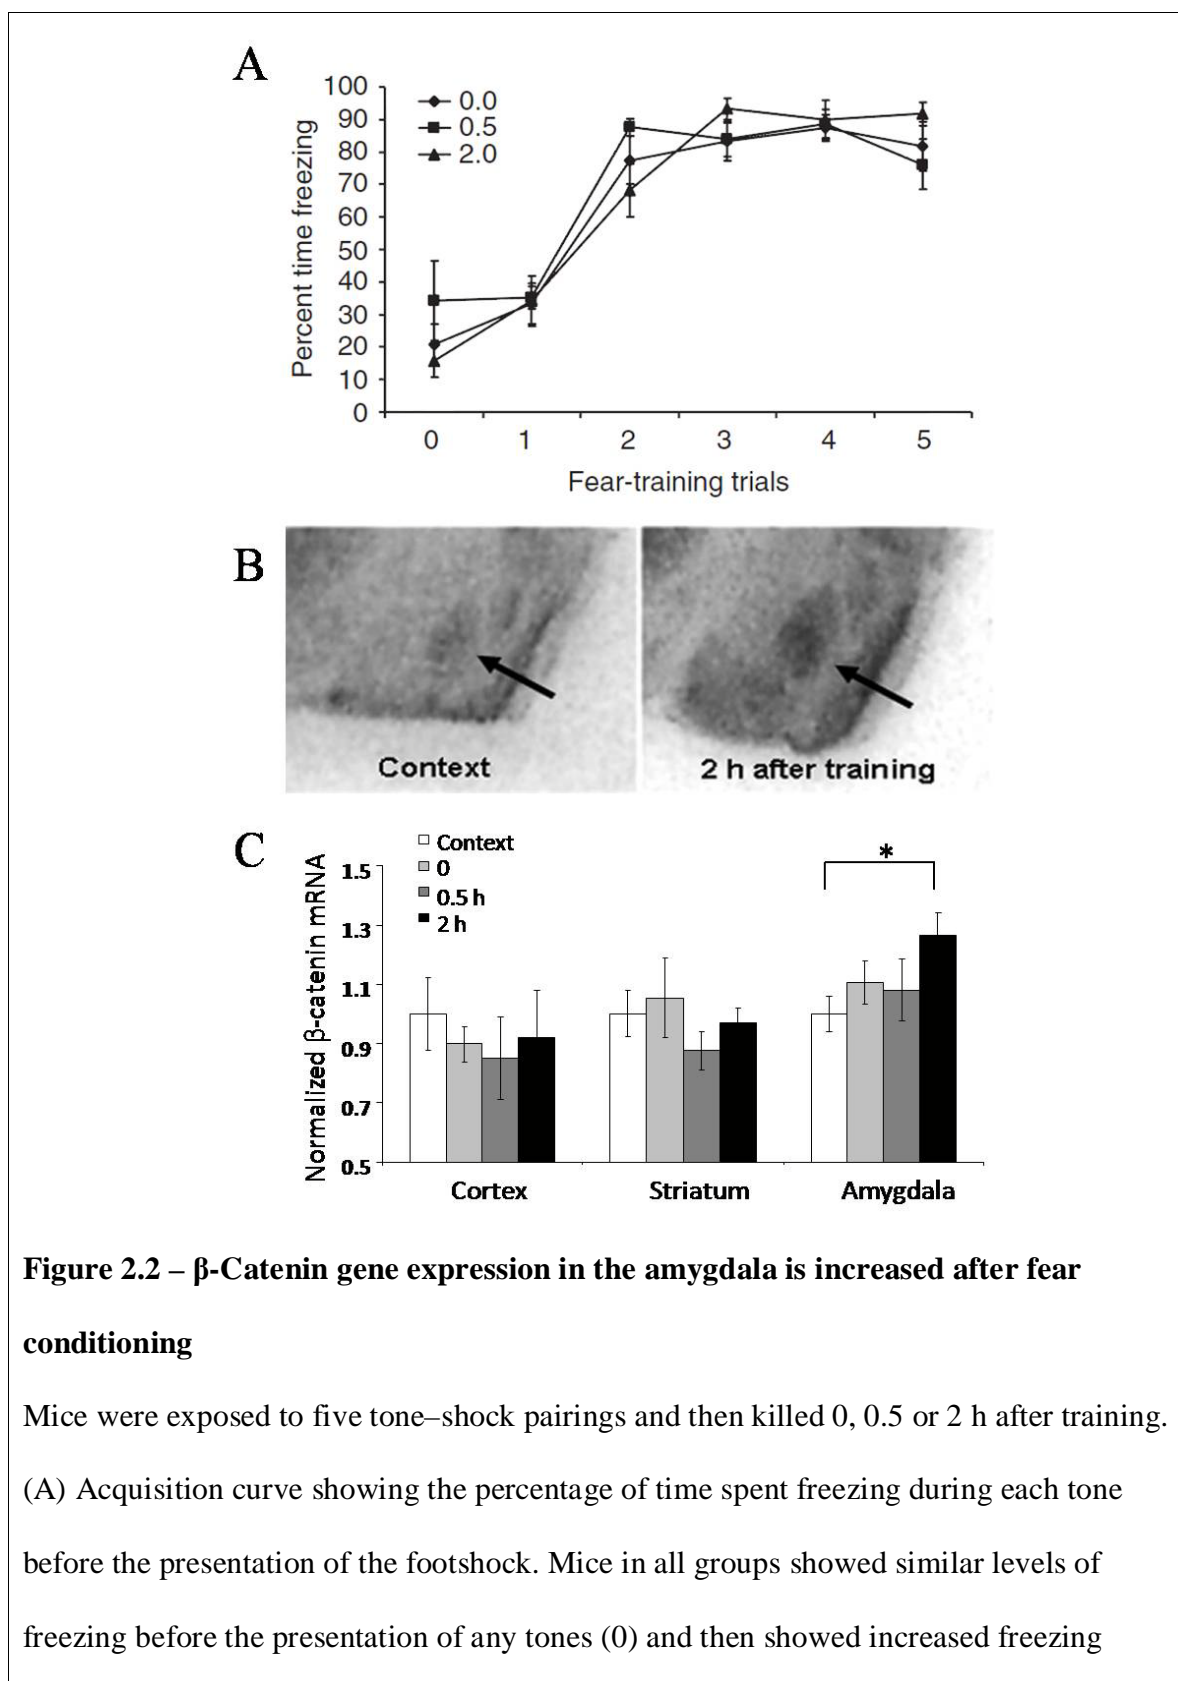 A
100
90
80
70
60
50
40
30
20
10
0
Percent time freezing
0.0
0.5
2.0
0 1 2 3 4 5
Fear-training trials
B
Context
2 h after training
C
Context
0
0.5 h
2 h
*
Normalized β-catenin mRNA
1.5
1.3
1.1
0.9
0.7
0.5
Cortex Striatum Amygdala
Figure 2.2 – β-Catenin gene expression in the amygdala is increased after fear
conditioning
Mice were exposed to five tone–shock pairings and then killed 0, 0.5 or 2 h after training.
(A) Acquisition curve showing the percentage of time spent freezing during each tone
before the presentation of the footshock. Mice in all groups showed similar levels of
freezing before the presentation of any tones (0) and then showed increased freezing